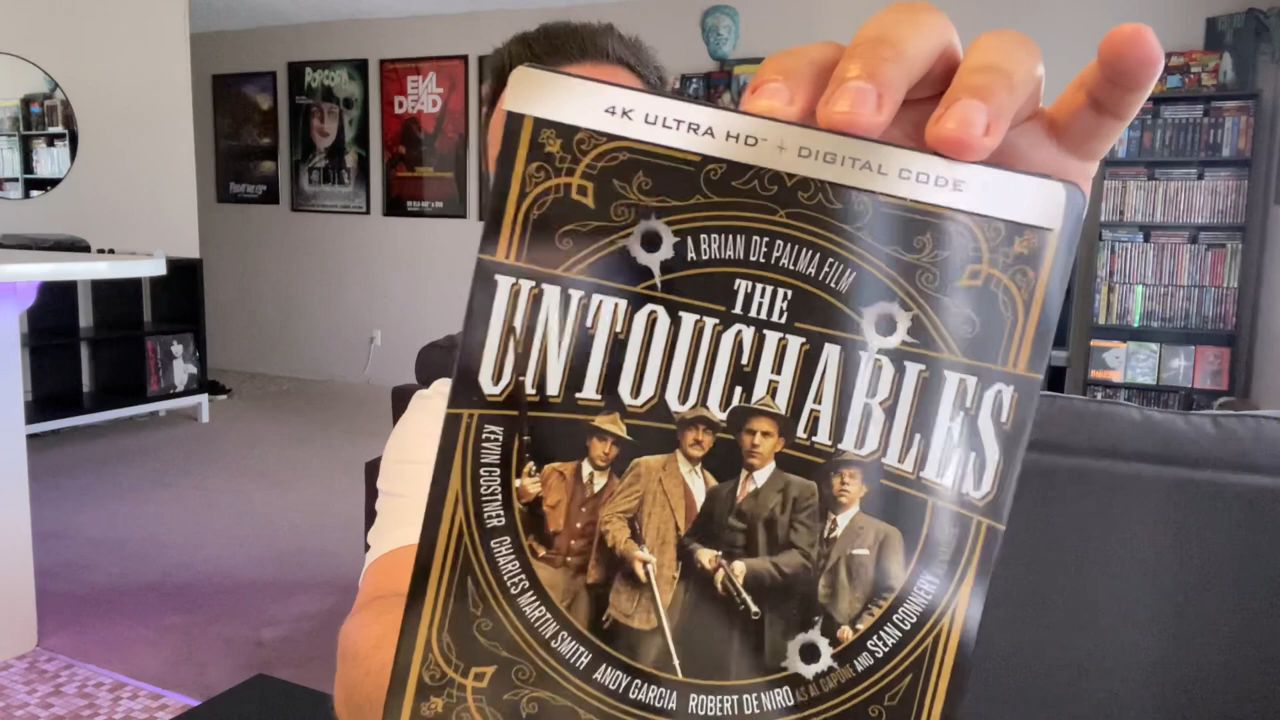 POPCORN
EVIL
DEAD
4K ULTRA HD™ + DIGITAL CODE
A BRIAN DE PALMA FILM
THE
UNTOUCHABLES
KEVIN COSTNER CHARLES MARTIN SMITH ANDY GARCIA ROBERT DE NIRO AS AL CAPONE AND SEAN CONNERY